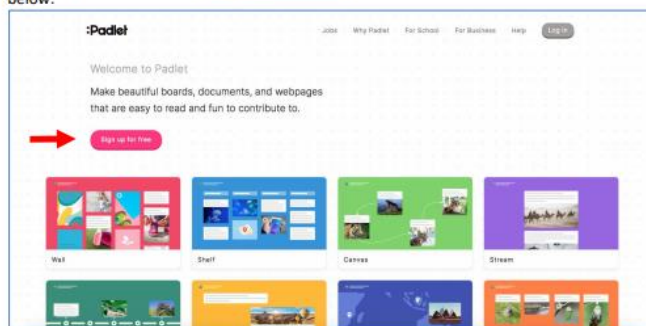 below.
:Padlet
Jobs Why Padlet For School For Business Help Log in
Welcome to Padlet
Make beautiful boards, documents, and webpages
that are easy to read and fun to contribute to.
Sign up for free
Wall Shelf Canvas Stream